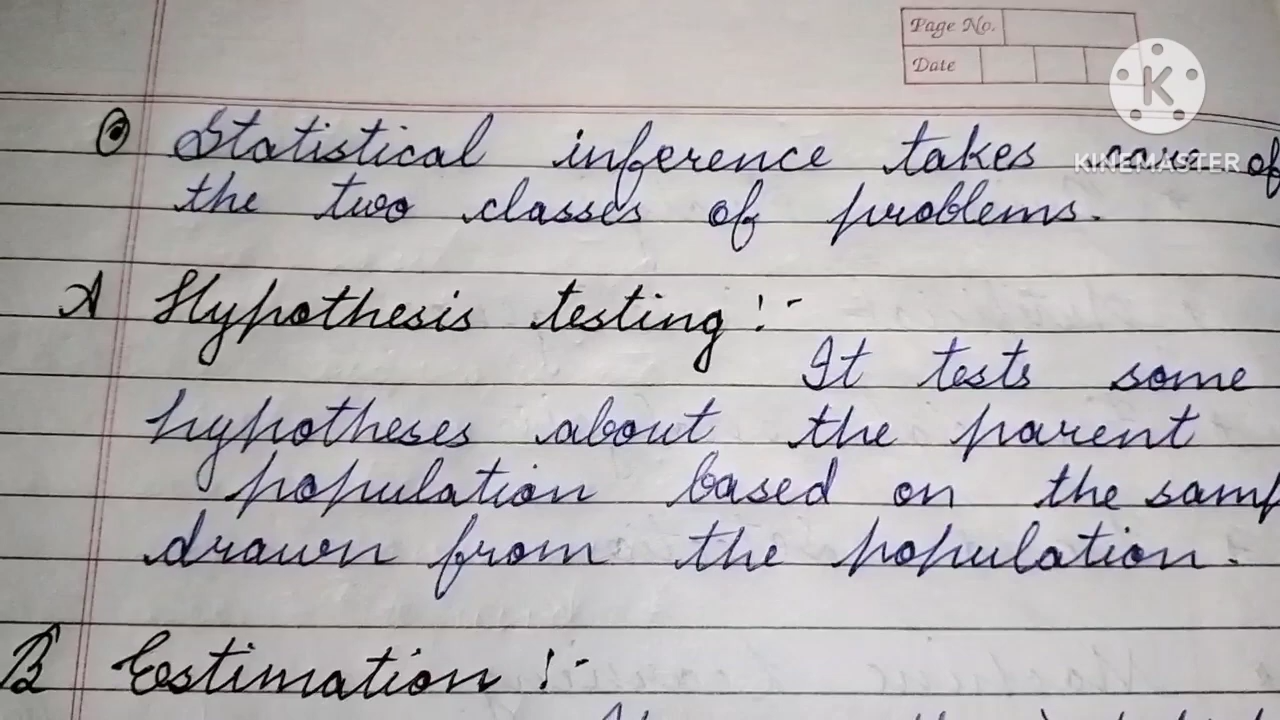 Page No.
Date
K
KINEMASTER
Statistical inference takes care of
the two classes of problems.
A Hypothesis testing :-
It tests some
hypotheses about the parent
population based on the samp
drawn from the population.
B Estimation :-